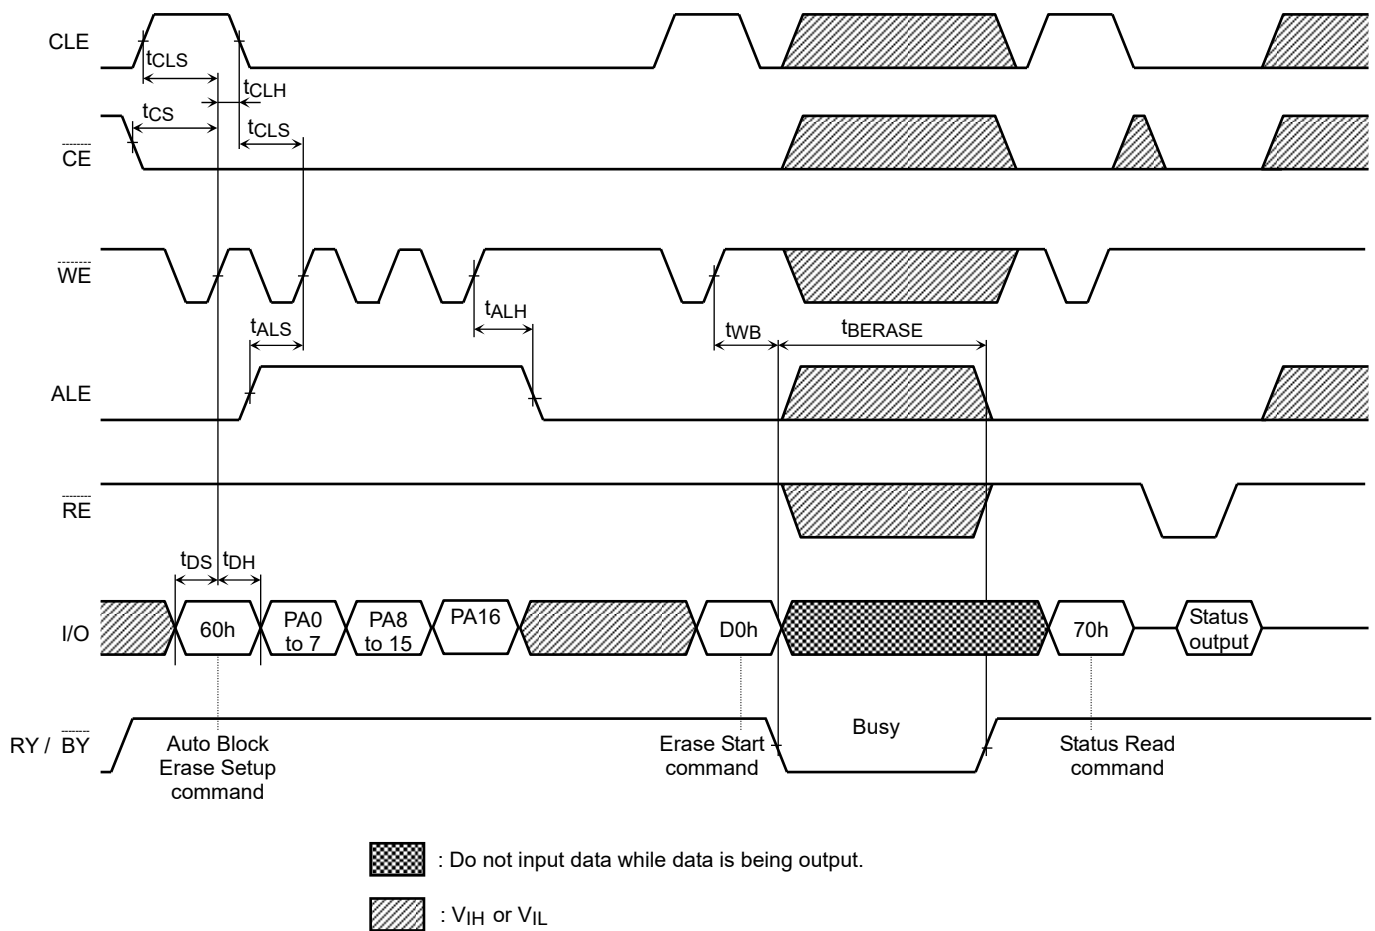 CLE
tCLS
tCLH
tCS
tCLS
CE
WE
tALS
tALH
tWB
tBERASE
ALE
RE
tDS
tDH
I/O
60h
PA0
to 7
PA8
to 15
PA16
D0h
70h
Status
output
RY / BY
Busy
Auto Block
Erase Setup
command
Erase Start
command
Status Read
command
: Do not input data while data is being output.
: VIH or VIL